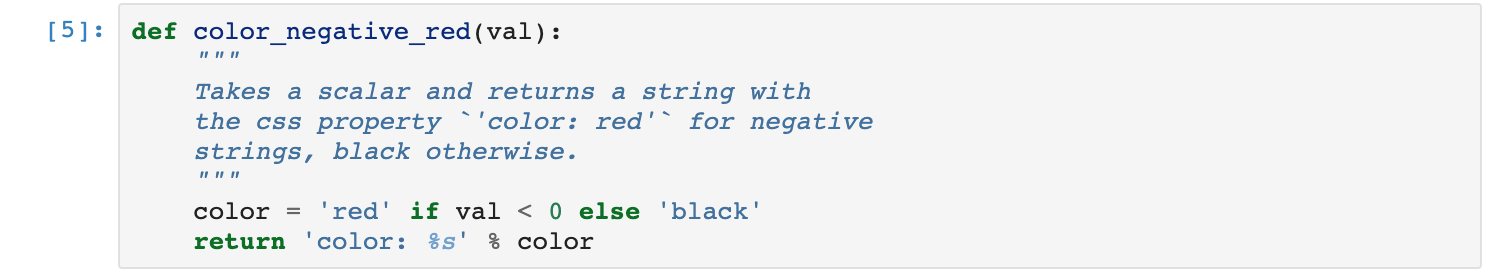 [5]: def color_negative_red(val):
    """
    Takes a scalar and returns a string with
    the css property `'color: red'` for negative
    strings, black otherwise.
    """
    color = 'red' if val < 0 else 'black'
    return 'color: %s' % color